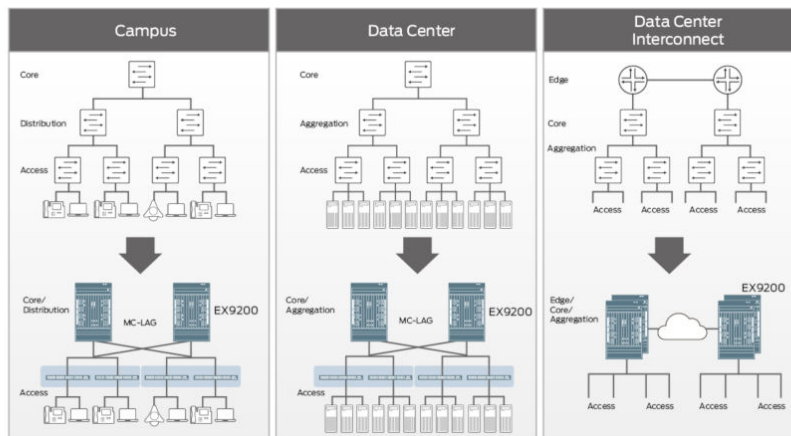 Campus
Core
Distribution
Access
Core/
Distribution
MC-LAG
EX9200
Access
Data Center
Core
Aggregation
Access
Core/
Aggregation
MC-LAG
EX9200
Access
Data Center
Interconnect
Edge
Core
Aggregation
Access Access Access Access
EX9200
Edge/
Core/
Aggregation
Access Access Access Access